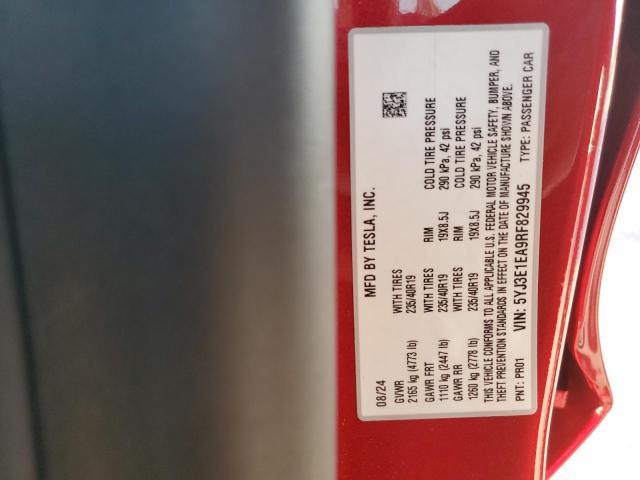 MFD BY TESLA, INC.
08/24
GVWR WITH TIRES RIM COLD TIRE PRESSURE
2165 kg (4773 lb) 235/40R19 19X8.5J 290 kPa, 42 psi
GAWR FRT WITH TIRES RIM COLD TIRE PRESSURE
1110 kg (2447 lb) 235/40R19 19X8.5J 290 kPa, 42 psi
GAWR RR WITH TIRES
1260 kg (2778 lb) 235/40R19
THIS VEHICLE CONFORMS TO ALL APPLICABLE U.S. FEDERAL MOTOR VEHICLE SAFETY, BUMPER, AND
THEFT PREVENTION STANDARDS IN EFFECT ON THE DATE OF MANUFACTURE SHOWN ABOVE.
PNT: PR01 VIN: 5YJ3E1EA9RF829945 TYPE: PASSENGER CAR